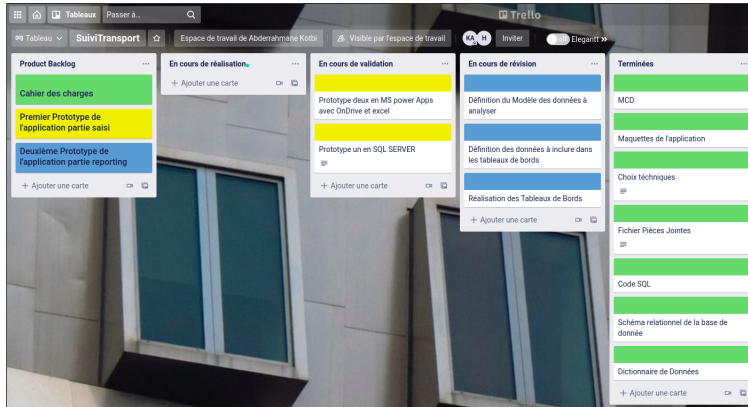 Tableaux Passer à... Trello
Tableau SuiviTransport Espace de travail de Abderrahmane Kotbi Visible par l'espace de travail KA H Inviter Elegantt »
Product Backlog
Cahier des charges
Premier Prototype de
l'application partie saisi
Deuxième Prototype de
l'application partie reporting
+ Ajouter une carte
En cours de réalisation
+ Ajouter une carte
En cours de validation
Prototype deux en MS power Apps
avec OnDrive et excel
Prototype un en SQL SERVER
+ Ajouter une carte
En cours de révision
Définition du Modèle des données à
analyser
Définition des données à inclure dans
les tableaux de bords
Réalisation des Tableaux de Bords
+ Ajouter une carte
Terminées
MCD
Maquettes de l'application
Choix téchniques
Fichier Pièces Jointes
Code SQL
Schéma relationnel de la base de
donnée
Dictionnaire de Données
+ Ajouter une carte